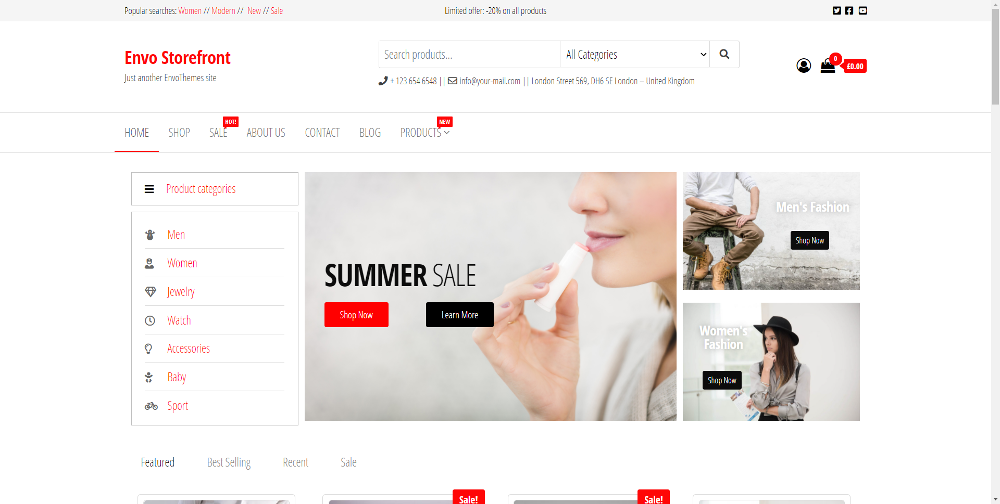 Popular searches: Women // Modern // New // Sale
Limited offer: -20% on all products
Envo Storefront
Just another EnvoThemes site
Search products...
All Categories
+ 123 654 6548 || info@your-mail.com || London Street 569, DH6 SE London – United Kingdom
0
£0.00
HOME
SHOP
SALE
HOT!
ABOUT US
CONTACT
BLOG
PRODUCTS
NEW
Product categories
Men
Women
Jewelry
Watch
Accessories
Baby
Sport
SUMMER SALE
Shop Now
Learn More
Men's Fashion
Shop Now
Women's
Fashion
Shop Now
Featured
Best Selling
Recent
Sale
Sale!
Sale!